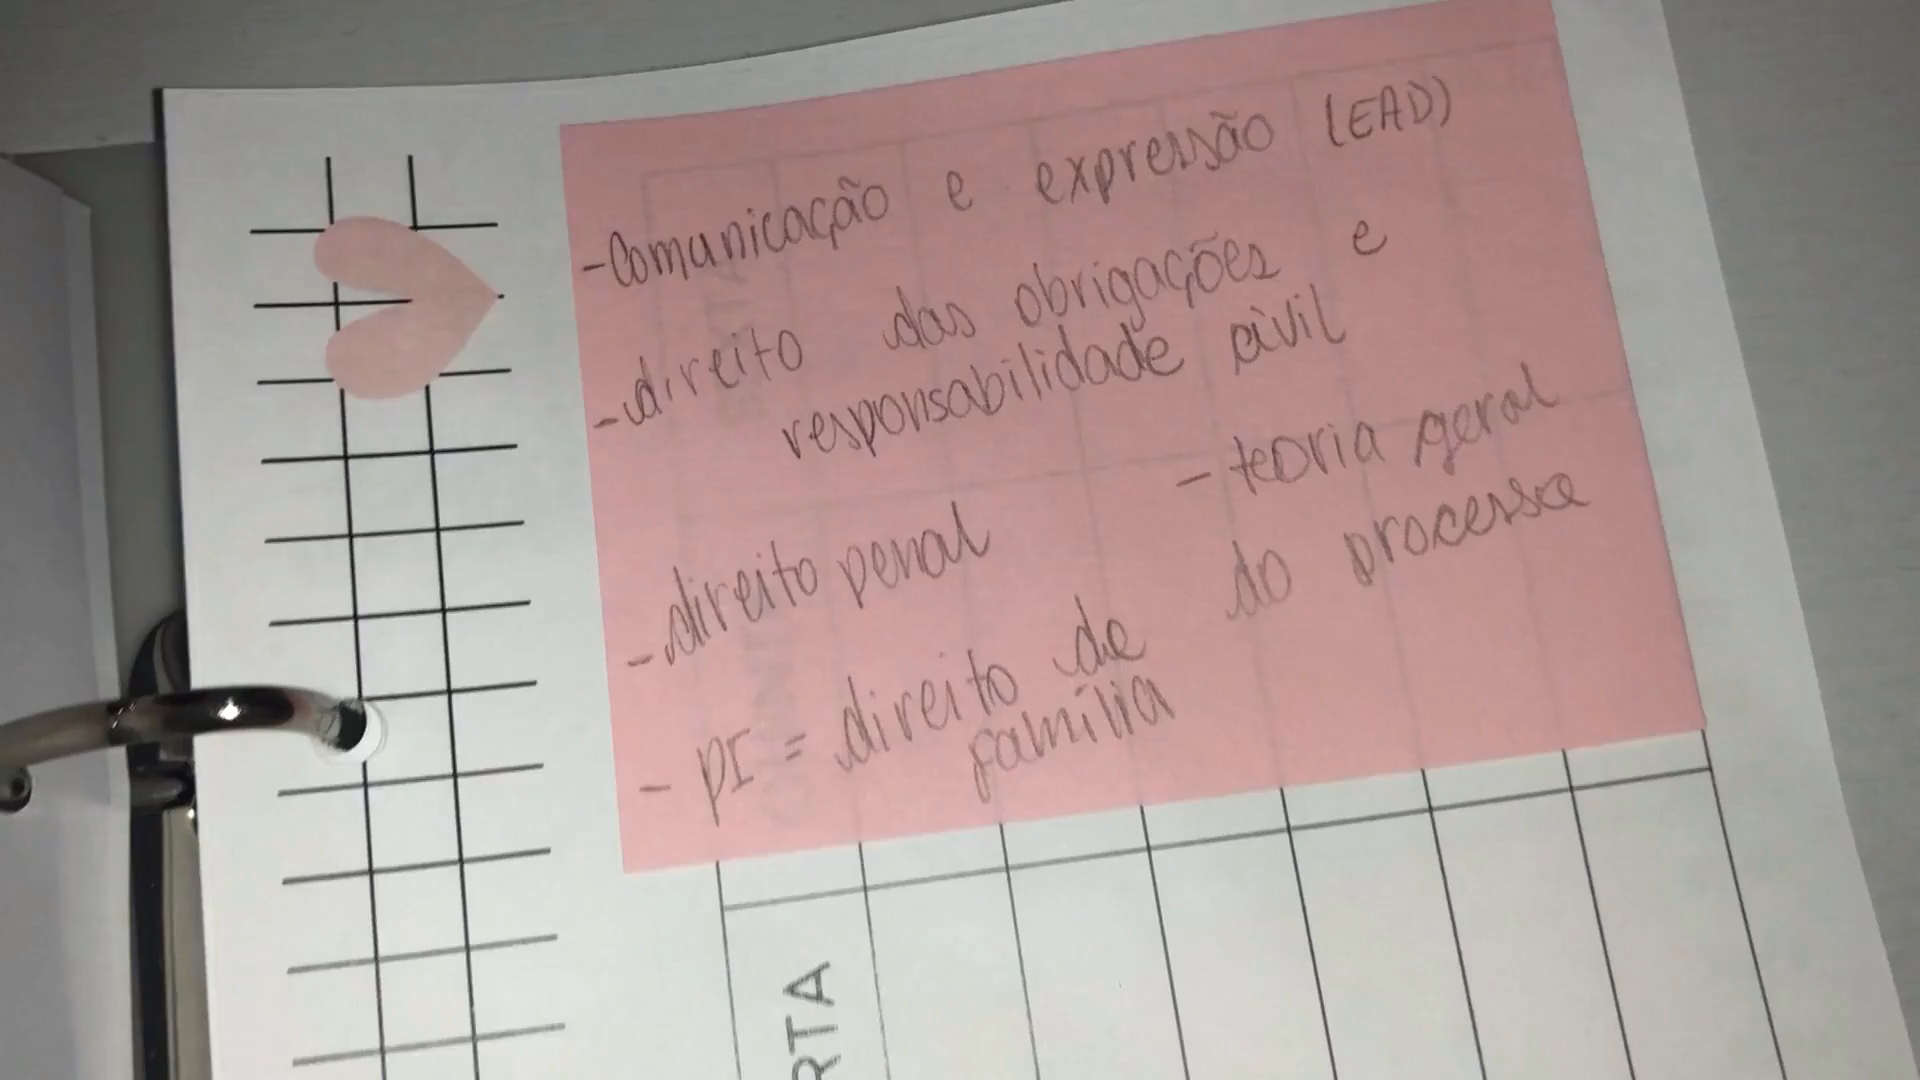 -Comunicação e expressão (EAD)
-direito das obrigações e
responsabilidade civil
-direito penal
-teoria geral
do processo
- PI = direito de
família
RTA